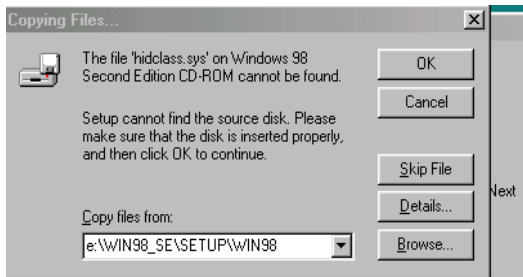 Copying Files...
The file 'hidclass.sys' on Windows 98
Second Edition CD-ROM cannot be found.
Setup cannot find the source disk. Please
make sure that the disk is inserted properly,
and then click OK to continue.
Copy files from:
e:\WIN98_SE\SETUP\WIN98
OK
Cancel
Skip File
Details...
Browse...
Next